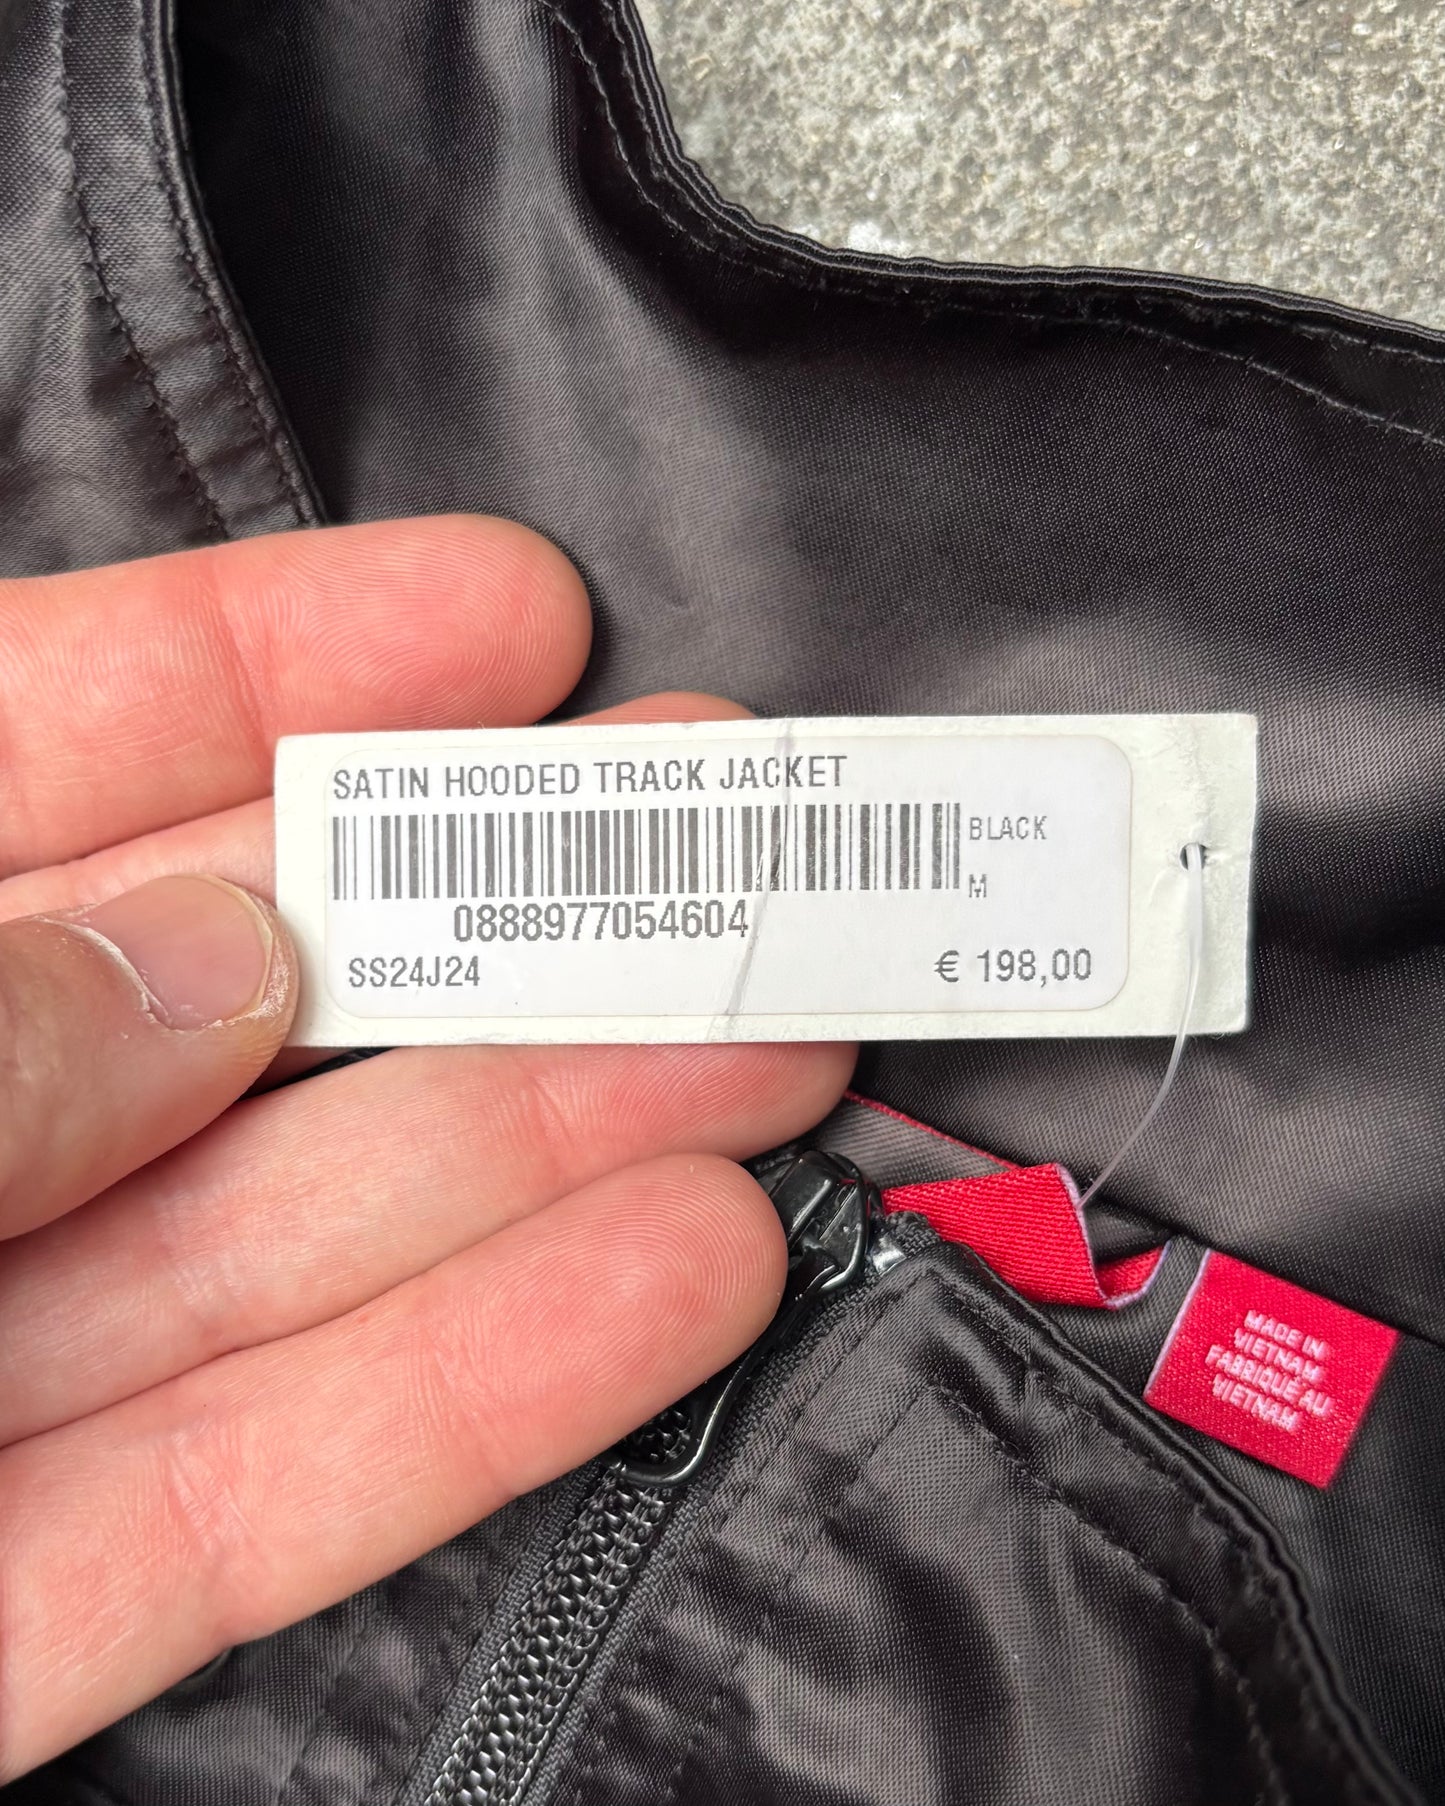 SATIN HOODED TRACK JACKET
BLACK
M
0888977054604
SS24J24
€ 198,00
MADE IN
VIETNAM
FABRIQUÉ AU
VIETNAM